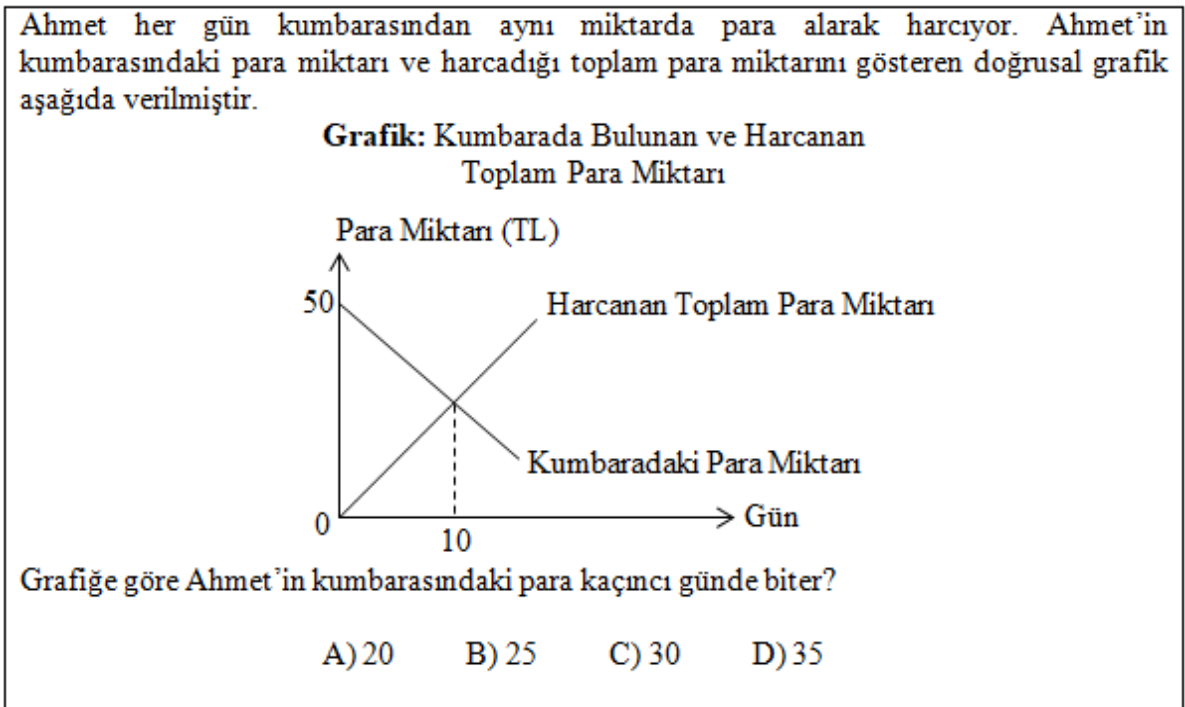 Ahmet her gün kumbarasından aynı miktarda para alarak harcıyor. Ahmet'in
kumbarasındaki para miktarı ve harcadığı toplam para miktarını gösteren doğrusal grafik
aşağıda verilmiştir.
Grafik: Kumbarada Bulunan ve Harcanan
Toplam Para Miktarı
Para Miktarı (TL)
50
Harcanan Toplam Para Miktarı
Kumbaradaki Para Miktarı
0
Gün
10
Grafiğe göre Ahmet'in kumbarasındaki para kaçıncı günde biter?
A) 20 B) 25 C) 30 D) 35